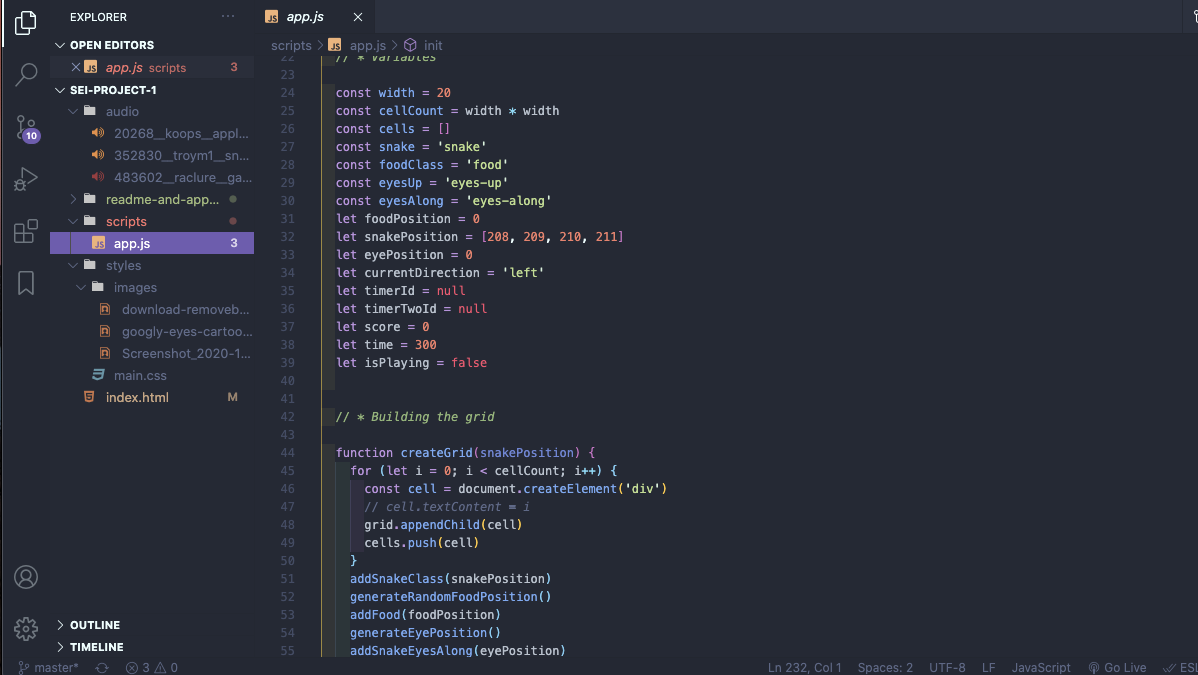 EXPLORER
···
JS app.js
OPEN EDITORS
JS app.js scripts 3
SEI-PROJECT-1
audio
20268__koops__appl...
352830__troym1__sn...
483602__raclure__ga...
readme-and-app...
scripts
JS app.js 3
styles
images
download-removeb...
googly-eyes-cartoo...
Screenshot_2020-1...
main.css
index.html M
OUTLINE
TIMELINE
10
scripts > JS app.js > init
22 // * Variables
23
24 const width = 20
25 const cellCount = width * width
26 const cells = []
27 const snake = 'snake'
28 const foodClass = 'food'
29 const eyesUp = 'eyes-up'
30 const eyesAlong = 'eyes-along'
31 let foodPosition = 0
32 let snakePosition = [208, 209, 210, 211]
33 let eyePosition = 0
34 let currentDirection = 'left'
35 let timerId = null
36 let timerTwoId = null
37 let score = 0
38 let time = 300
39 let isPlaying = false
40
41
42 // * Building the grid
43
44 function createGrid(snakePosition) {
45 for (let i = 0; i < cellCount; i++) {
46 const cell = document.createElement('div')
47 // cell.textContent = i
48 grid.appendChild(cell)
49 cells.push(cell)
50 }
51 addSnakeClass(snakePosition)
52 generateRandomFoodPosition()
53 addFood(foodPosition)
54 generateEyePosition()
55 addSnakeEyesAlong(eyePosition)
master* 3 0 Ln 232, Col 1 Spaces: 2 UTF-8 LF JavaScript Go Live ESL